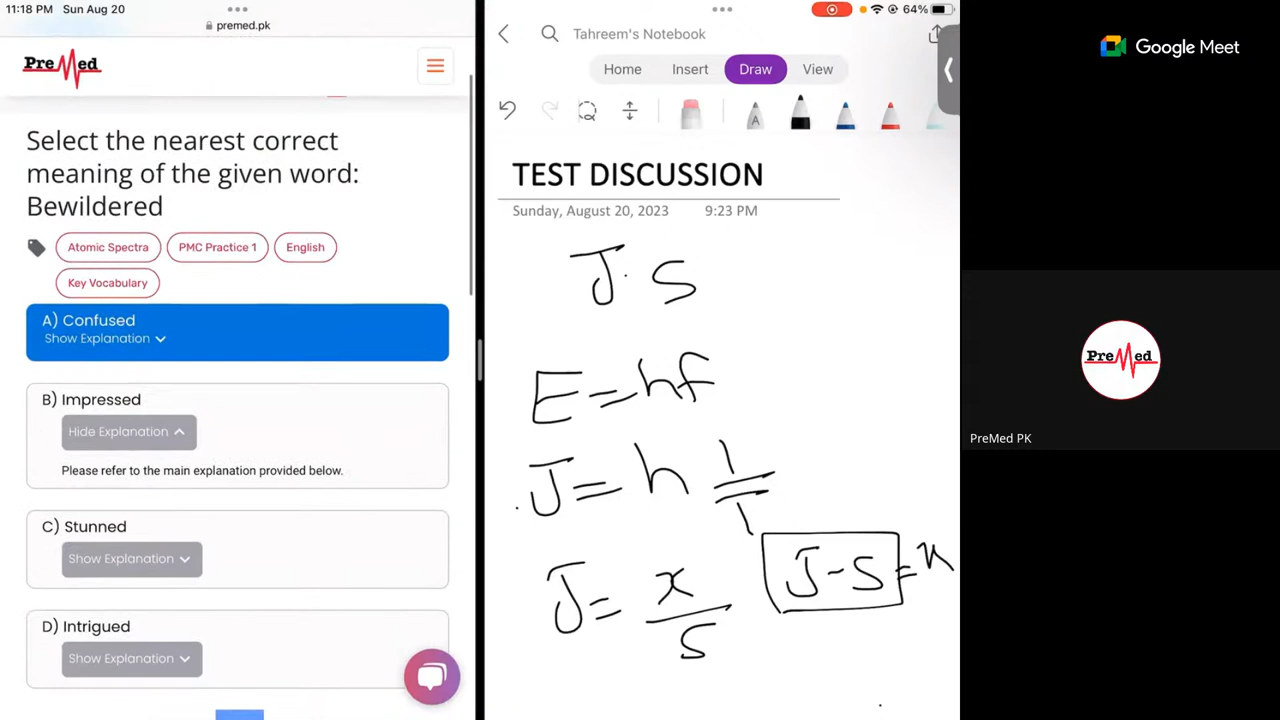 11:18 PM Sun Aug 20
premed.pk
PreMed
Select the nearest correct
meaning of the given word:
Bewildered
Atomic Spectra
PMC Practice 1
English
Key Vocabulary
A) Confused
Show Explanation
B) Impressed
Hide Explanation
Please refer to the main explanation provided below.
C) Stunned
Show Explanation
D) Intrigued
Show Explanation
64%
Tahreem's Notebook
Home Insert Draw View
A
TEST DISCUSSION
Sunday, August 20, 2023 9:23 PM
J·S
E=hf
J=h
J=x/s
J-S=x
Google Meet
PreMed
PreMed PK